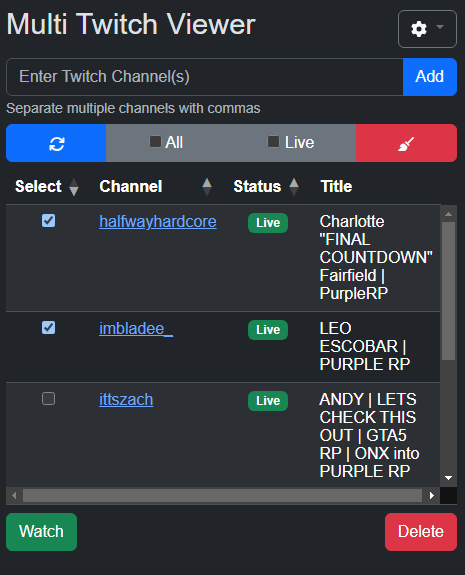 Multi Twitch Viewer
Enter Twitch Channel(s)
Add
Separate multiple channels with commas
All
Live
Select
Channel
Status
Title
halfwayhardcore
Live
Charlotte
"FINAL
COUNTDOWN"
Fairfield |
PurpleRP
imbladee_
Live
LEO
ESCOBAR |
PURPLE RP
ittszach
Live
ANDY | LETS
CHECK THIS
OUT | GTA5
RP | ONX into
PURPLE RP
Watch
Delete